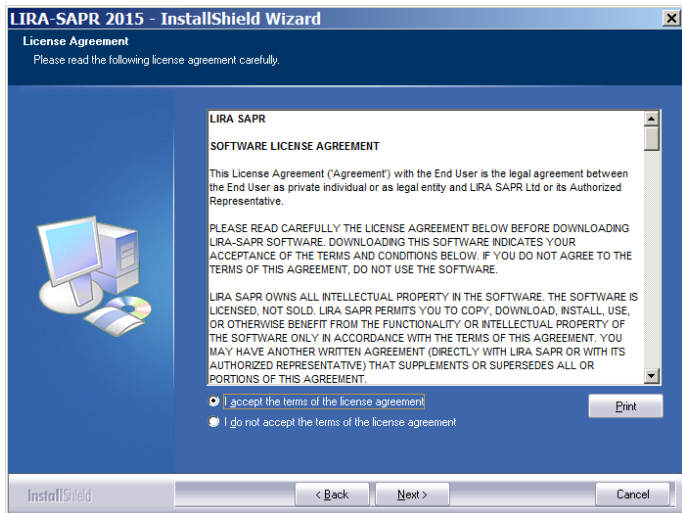 LIRA-SAPR 2015 - InstallShield Wizard
License Agreement
Please read the following license agreement carefully.
LIRA SAPR
SOFTWARE LICENSE AGREEMENT
This License Agreement ('Agreement') with the End User is the legal agreement between
the End User as private individual or as legal entity and LIRA SAPR Ltd or its Authorized
Representative.
PLEASE READ CAREFULLY THE LICENSE AGREEMENT BELOW BEFORE DOWNLOADING
LIRA-SAPR SOFTWARE. DOWNLOADING THIS SOFTWARE INDICATES YOUR
ACCEPTANCE OF THE TERMS AND CONDITIONS BELOW. IF YOU DO NOT AGREE TO THE
TERMS OF THIS AGREEMENT, DO NOT USE THE SOFTWARE.
LIRA SAPR OWNS ALL INTELLECTUAL PROPERTY IN THE SOFTWARE. THE SOFTWARE IS
LICENSED, NOT SOLD. LIRA SAPR PERMITS YOU TO COPY, DOWNLOAD, INSTALL, USE,
OR OTHERWISE BENEFIT FROM THE FUNCTIONALITY OR INTELLECTUAL PROPERTY OF
THE SOFTWARE ONLY IN ACCORDANCE WITH THE TERMS OF THIS AGREEMENT. YOU
MAY HAVE ANOTHER WRITTEN AGREEMENT (DIRECTLY WITH LIRA SAPR OR WITH ITS
AUTHORIZED REPRESENTATIVE) THAT SUPPLEMENTS OR SUPERSEDES ALL OR
PORTIONS OF THIS AGREEMENT.
I accept the terms of the license agreement
Print
I do not accept the terms of the license agreement
InstallShield
< Back
Next >
Cancel